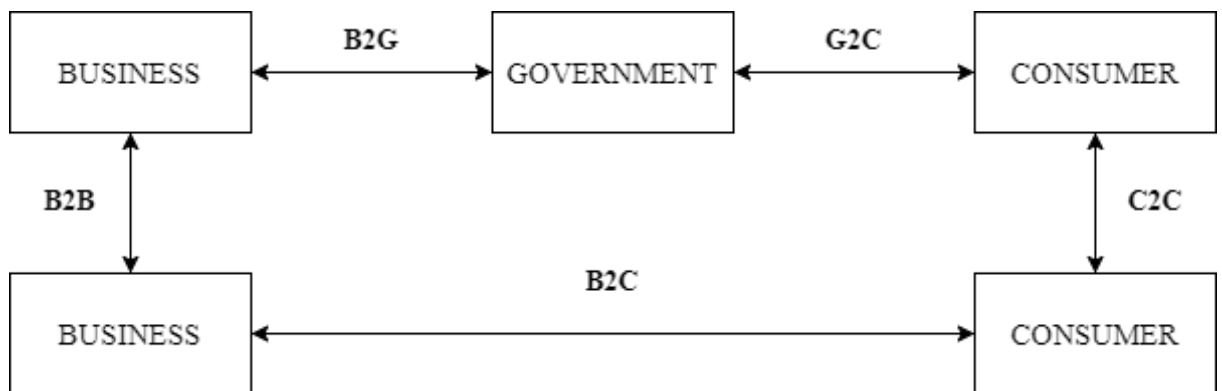 B2G
G2C
BUSINESS
GOVERNMENT
CONSUMER
B2B
C2C
B2C
BUSINESS
CONSUMER